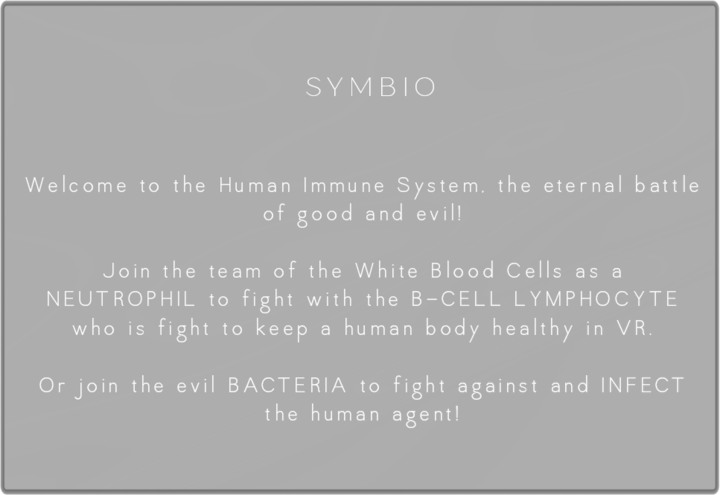 SYMBIO
Welcome to the Human Immune System, the eternal battle
of good and evil!
Join the team of the White Blood Cells as a
NEUTROPHIL to fight with the B-CELL LYMPHOCYTE
who is fight to keep a human body healthy in VR.
Or join the evil BACTERIA to fight against and INFECT
the human agent!